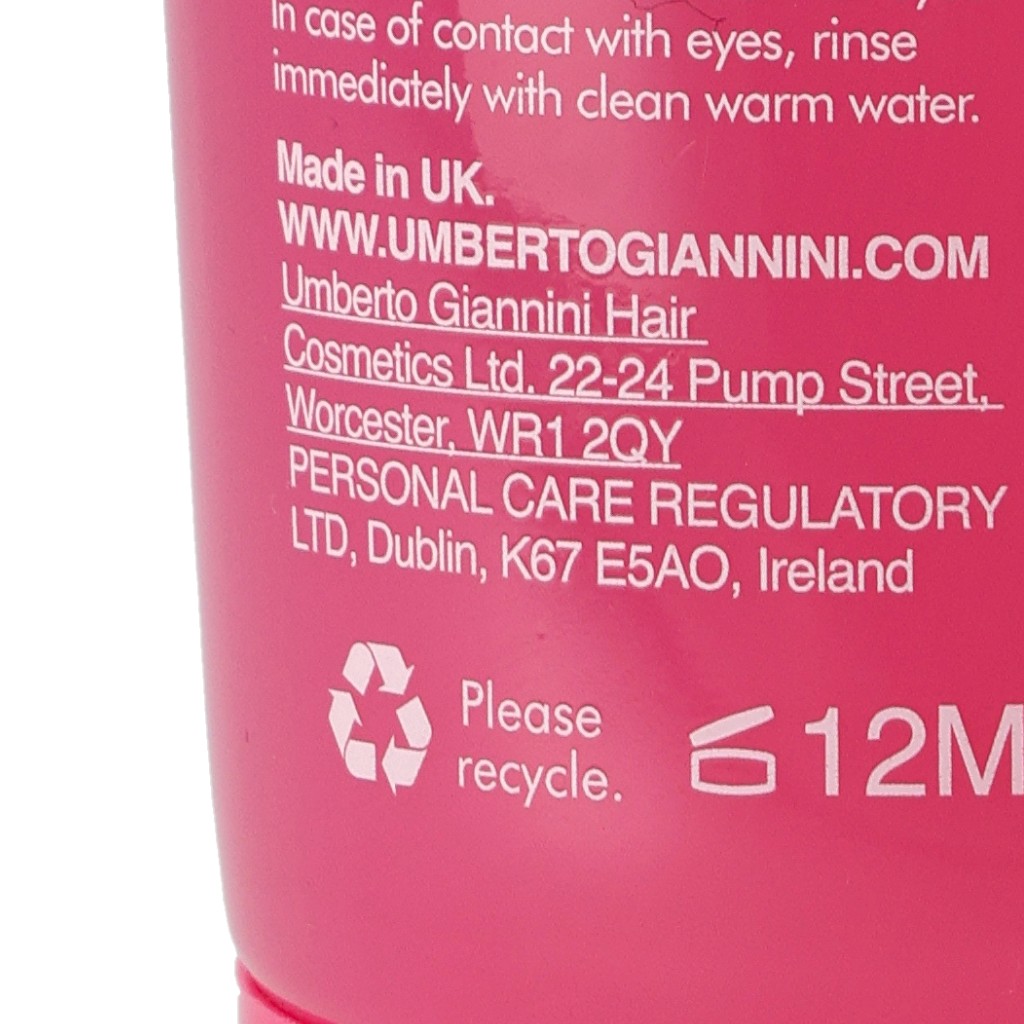 In case of contact with eyes, rinse
immediately with clean warm water.
Made in UK.
WWW.UMBERTOGIANNINI.COM
Umberto Giannini Hair
Cosmetics Ltd. 22-24 Pump Street,
Worcester, WR1 2QY
PERSONAL CARE REGULATORY
LTD, Dublin, K67 E5AO, Ireland
Please
recycle.
12M